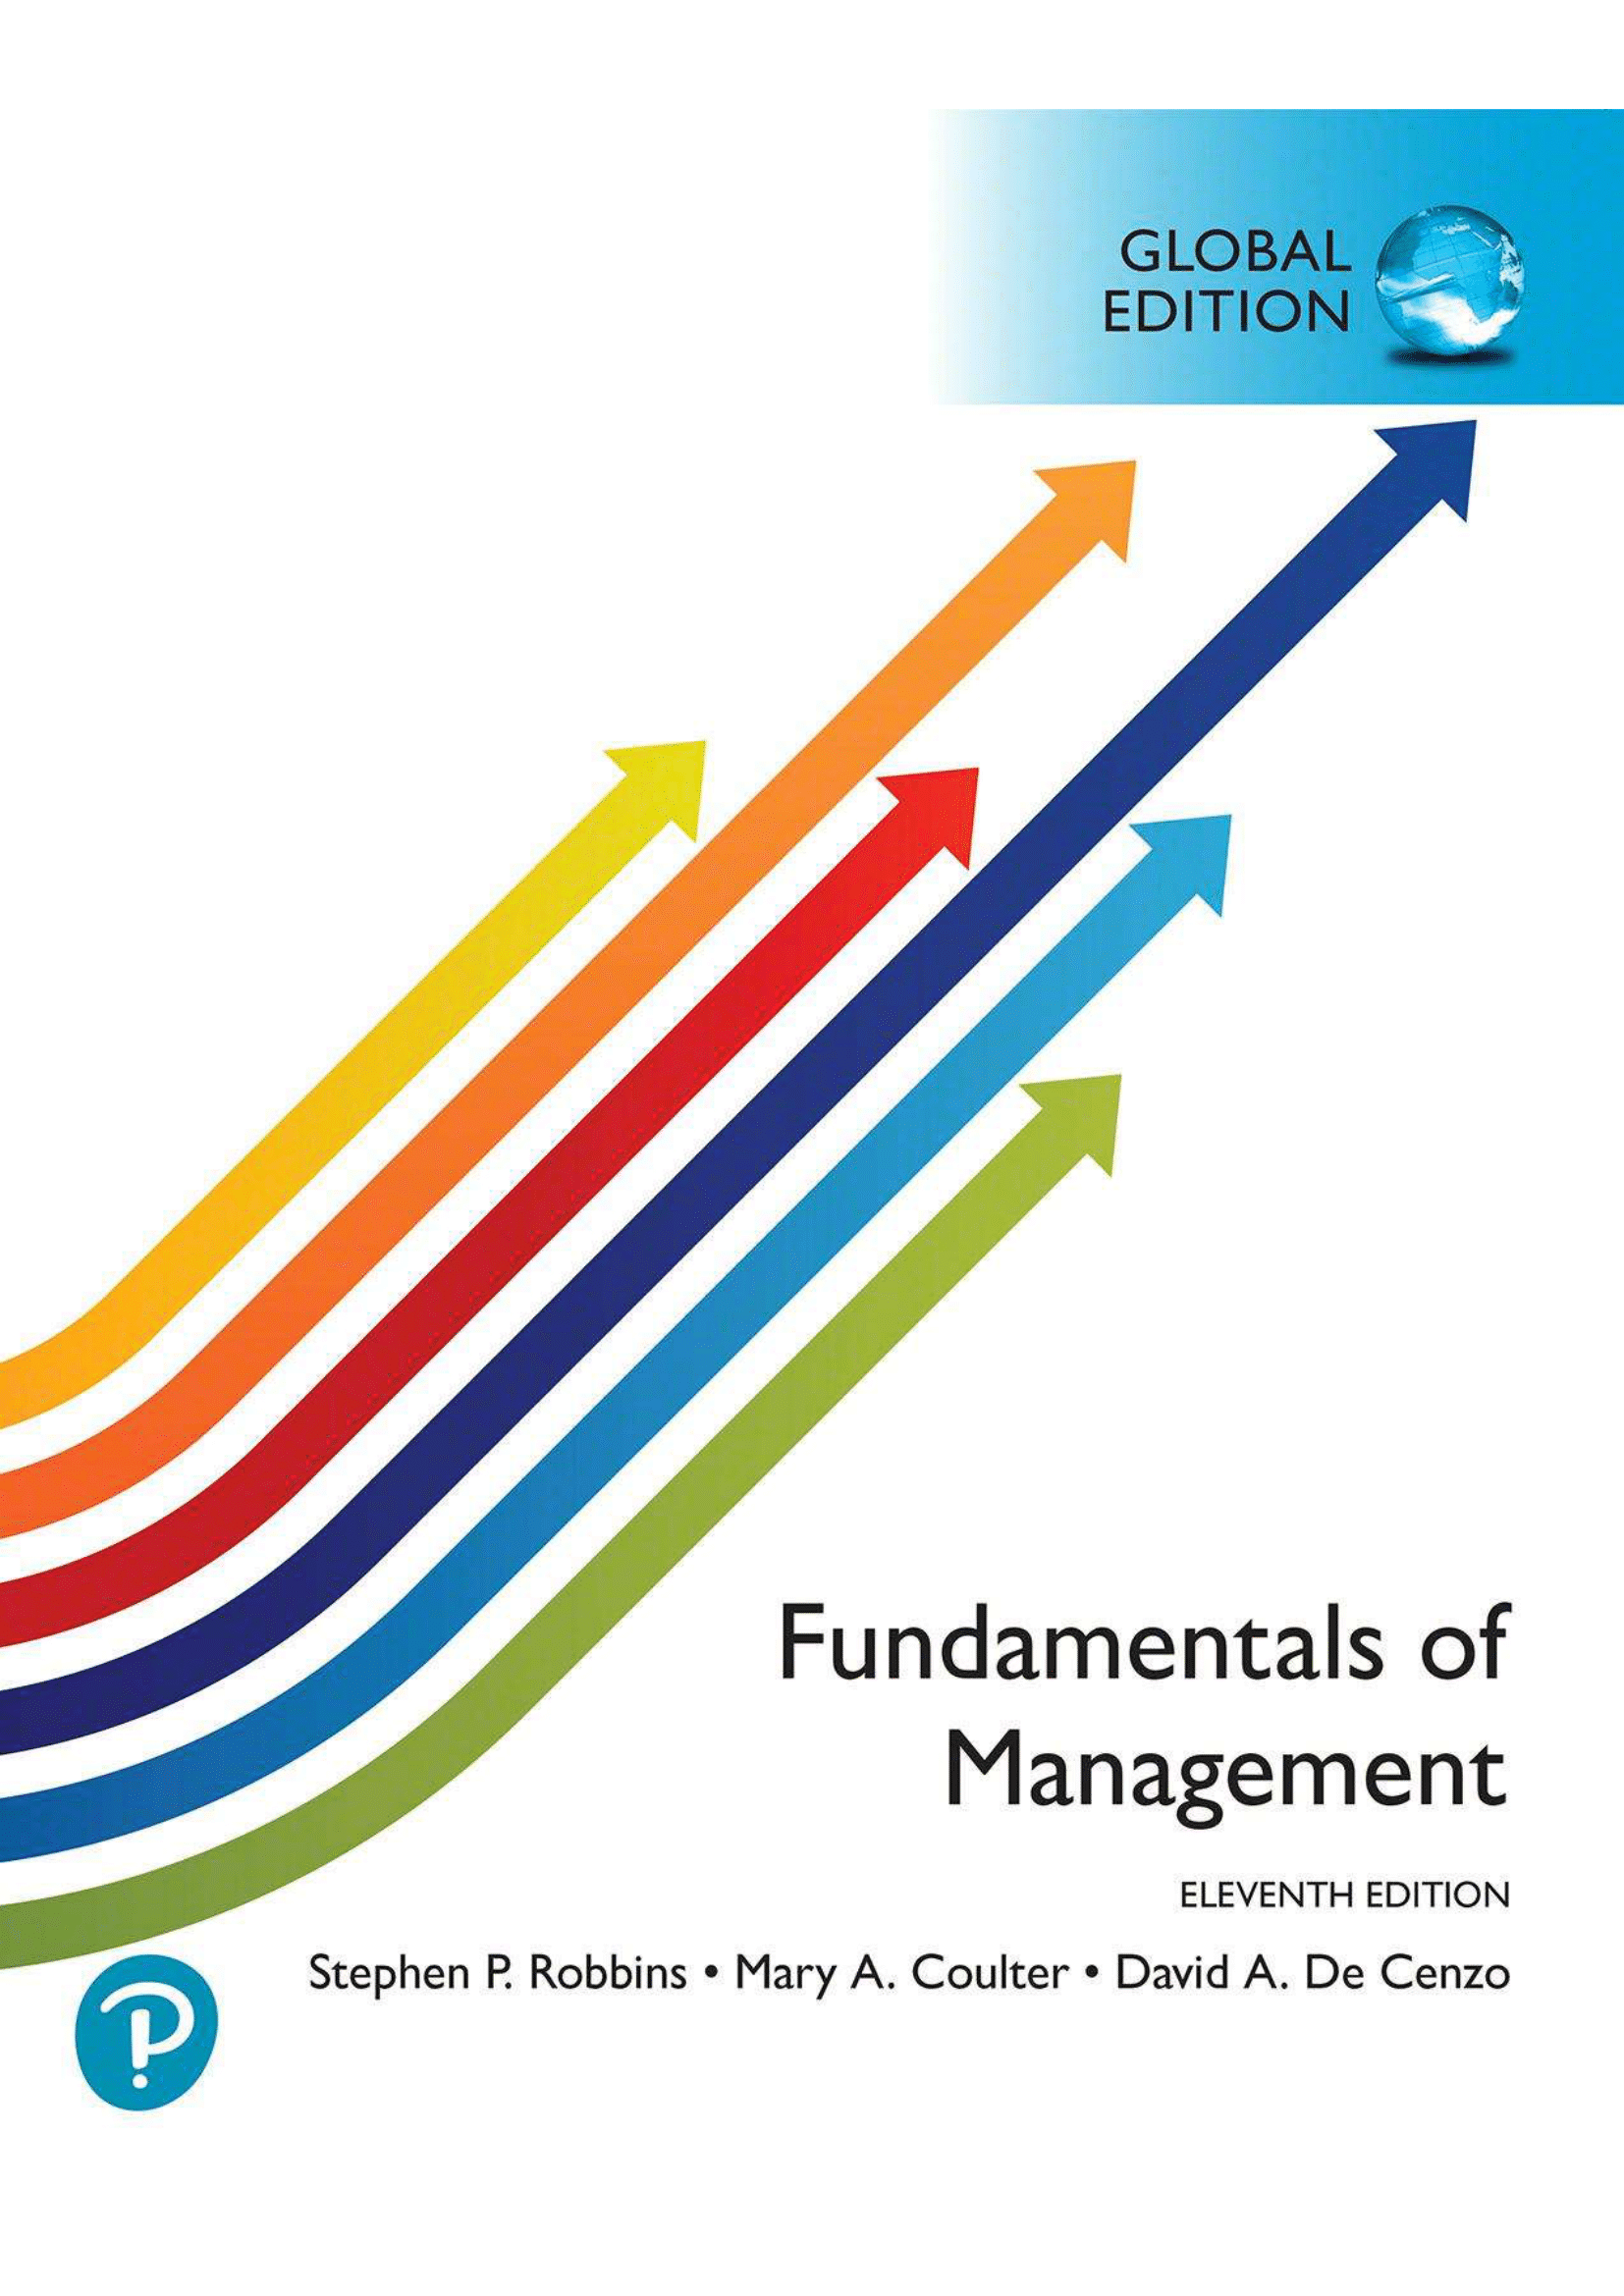 GLOBAL
EDITION
Fundamentals of
Management
ELEVENTH EDITION
Stephen P. Robbins • Mary A. Coulter • David A. De Cenzo